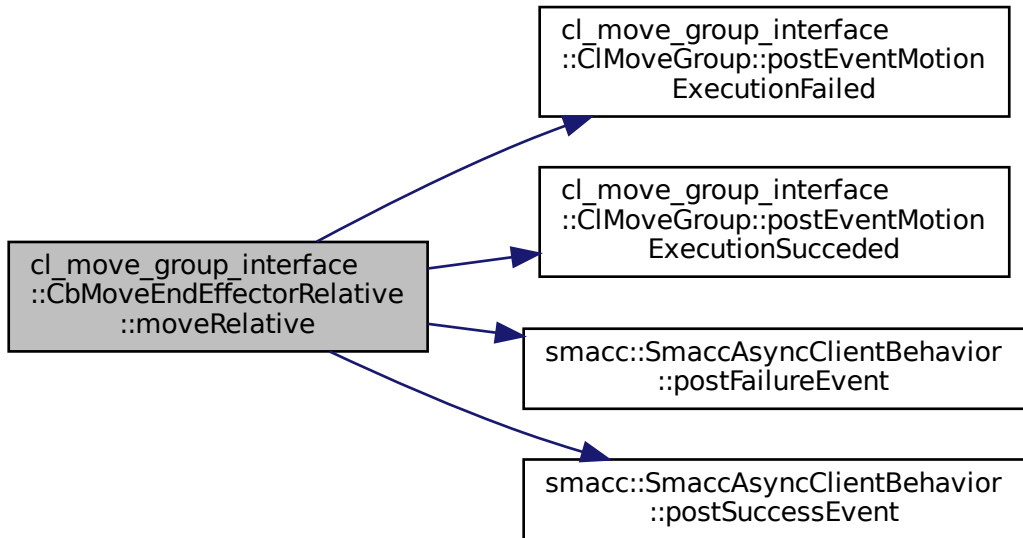 cl_move_group_interface
::CbMoveEndEffectorRelative
::moveRelative
cl_move_group_interface
::ClMoveGroup::postEventMotion
ExecutionFailed
cl_move_group_interface
::ClMoveGroup::postEventMotion
ExecutionSucceded
smacc::SmaccAsyncClientBehavior
::postFailureEvent
smacc::SmaccAsyncClientBehavior
::postSuccessEvent